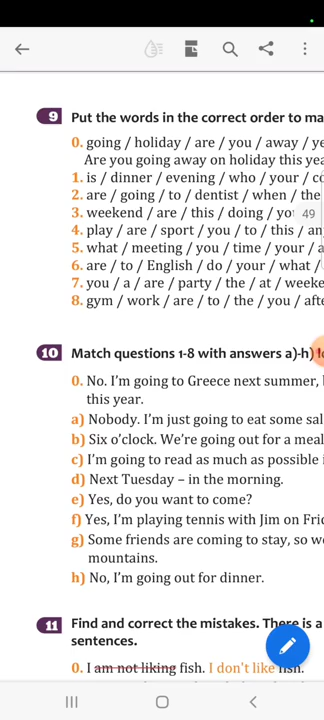 9 Put the words in the correct order to ma
0. going / holiday / are / you / away / ye
Are you going away on holiday this yea
1. is / dinner / evening / who / your / co
2. are / going / to / dentist / when / the
3. weekend / are / this / doing / yo
4. play / are / sport / you / to / this / an
49
5. what / meeting / you / time / your / a
6. are / to / English / do / your / what /
7. you / a / are / party / the / at / weeke
8. gym / work / are / to / the / you / afte
10 Match questions 1-8 with answers a)-h)
0. No. I'm going to Greece next summer,
this year.
a) Nobody. I'm just going to eat some sal
b) Six o'clock. We're going out for a meal
c) I'm going to read as much as possible i
d) Next Tuesday – in the morning.
e) Yes, do you want to come?
f) Yes, I'm playing tennis with Jim on Fri
g) Some friends are coming to stay, so w
mountains.
h) No, I'm going out for dinner.
11 Find and correct the mistakes. There is a
sentences.
0. I am not liking fish. I don't like fish.